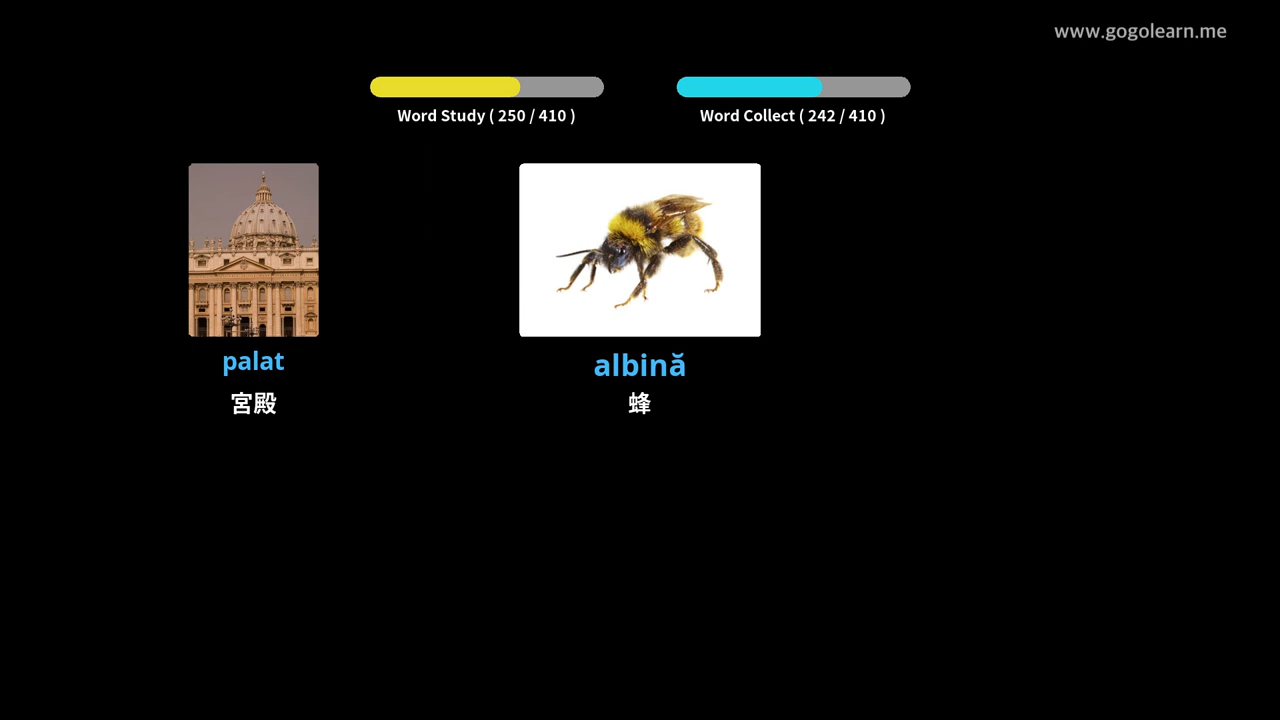 www.gogolearn.me
Word Study ( 250 / 410 )
Word Collect ( 242 / 410 )
palat
宮殿
albină
蜂